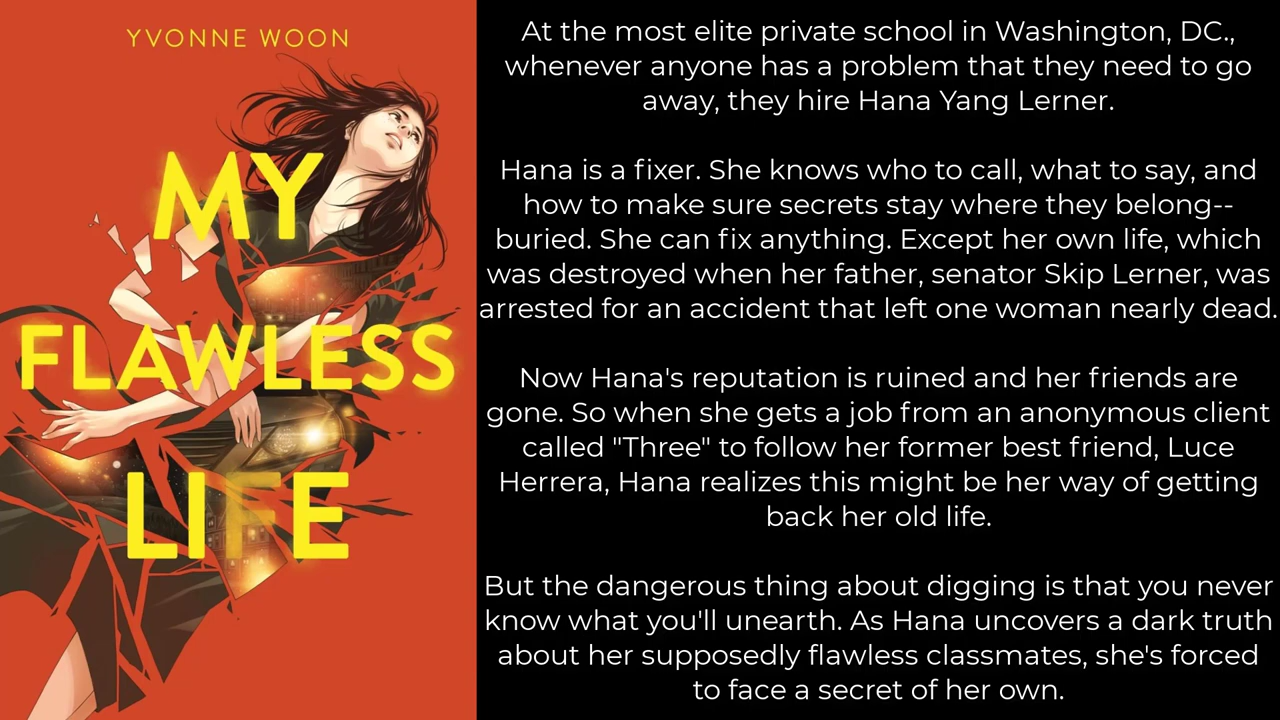 YVONNE WOON
MY
FLAWLESS
LIFE
At the most elite private school in Washington, DC.,
whenever anyone has a problem that they need to go
away, they hire Hana Yang Lerner.
Hana is a fixer. She knows who to call, what to say, and
how to make sure secrets stay where they belong--
buried. She can fix anything. Except her own life, which
was destroyed when her father, senator Skip Lerner, was
arrested for an accident that left one woman nearly dead.
Now Hana's reputation is ruined and her friends are
gone. So when she gets a job from an anonymous client
called "Three" to follow her former best friend, Luce
Herrera, Hana realizes this might be her way of getting
back her old life.
But the dangerous thing about digging is that you never
know what you'll unearth. As Hana uncovers a dark truth
about her supposedly flawless classmates, she's forced
to face a secret of her own.